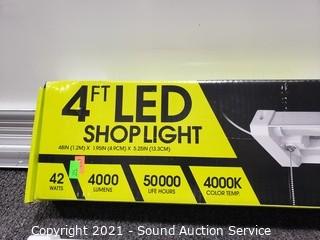 4FT LED
SHOPLIGHT
48IN (1.2M) X 1.95IN (4.9CM) X 5.25IN (13.3CM)
42 4000 50000 4000K
WATTS LUMENS LIFE HOURS COLOR TEMP.
Copyright 2021 - Sound Auction Service